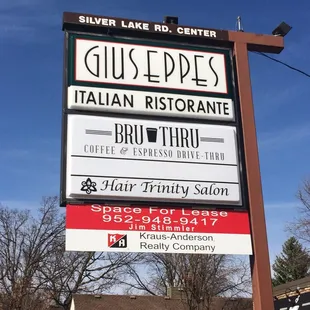 SILVER LAKE RD. CENTER
GIUSEPPES
ITALIAN RISTORANTE
BRU THRU
COFFEE & ESPRESSO DRIVE-THRU
Hair Trinity Salon
Space For Lease
952-948-9417
Jim Stimmler
KA Kraus-Anderson
Realty Company